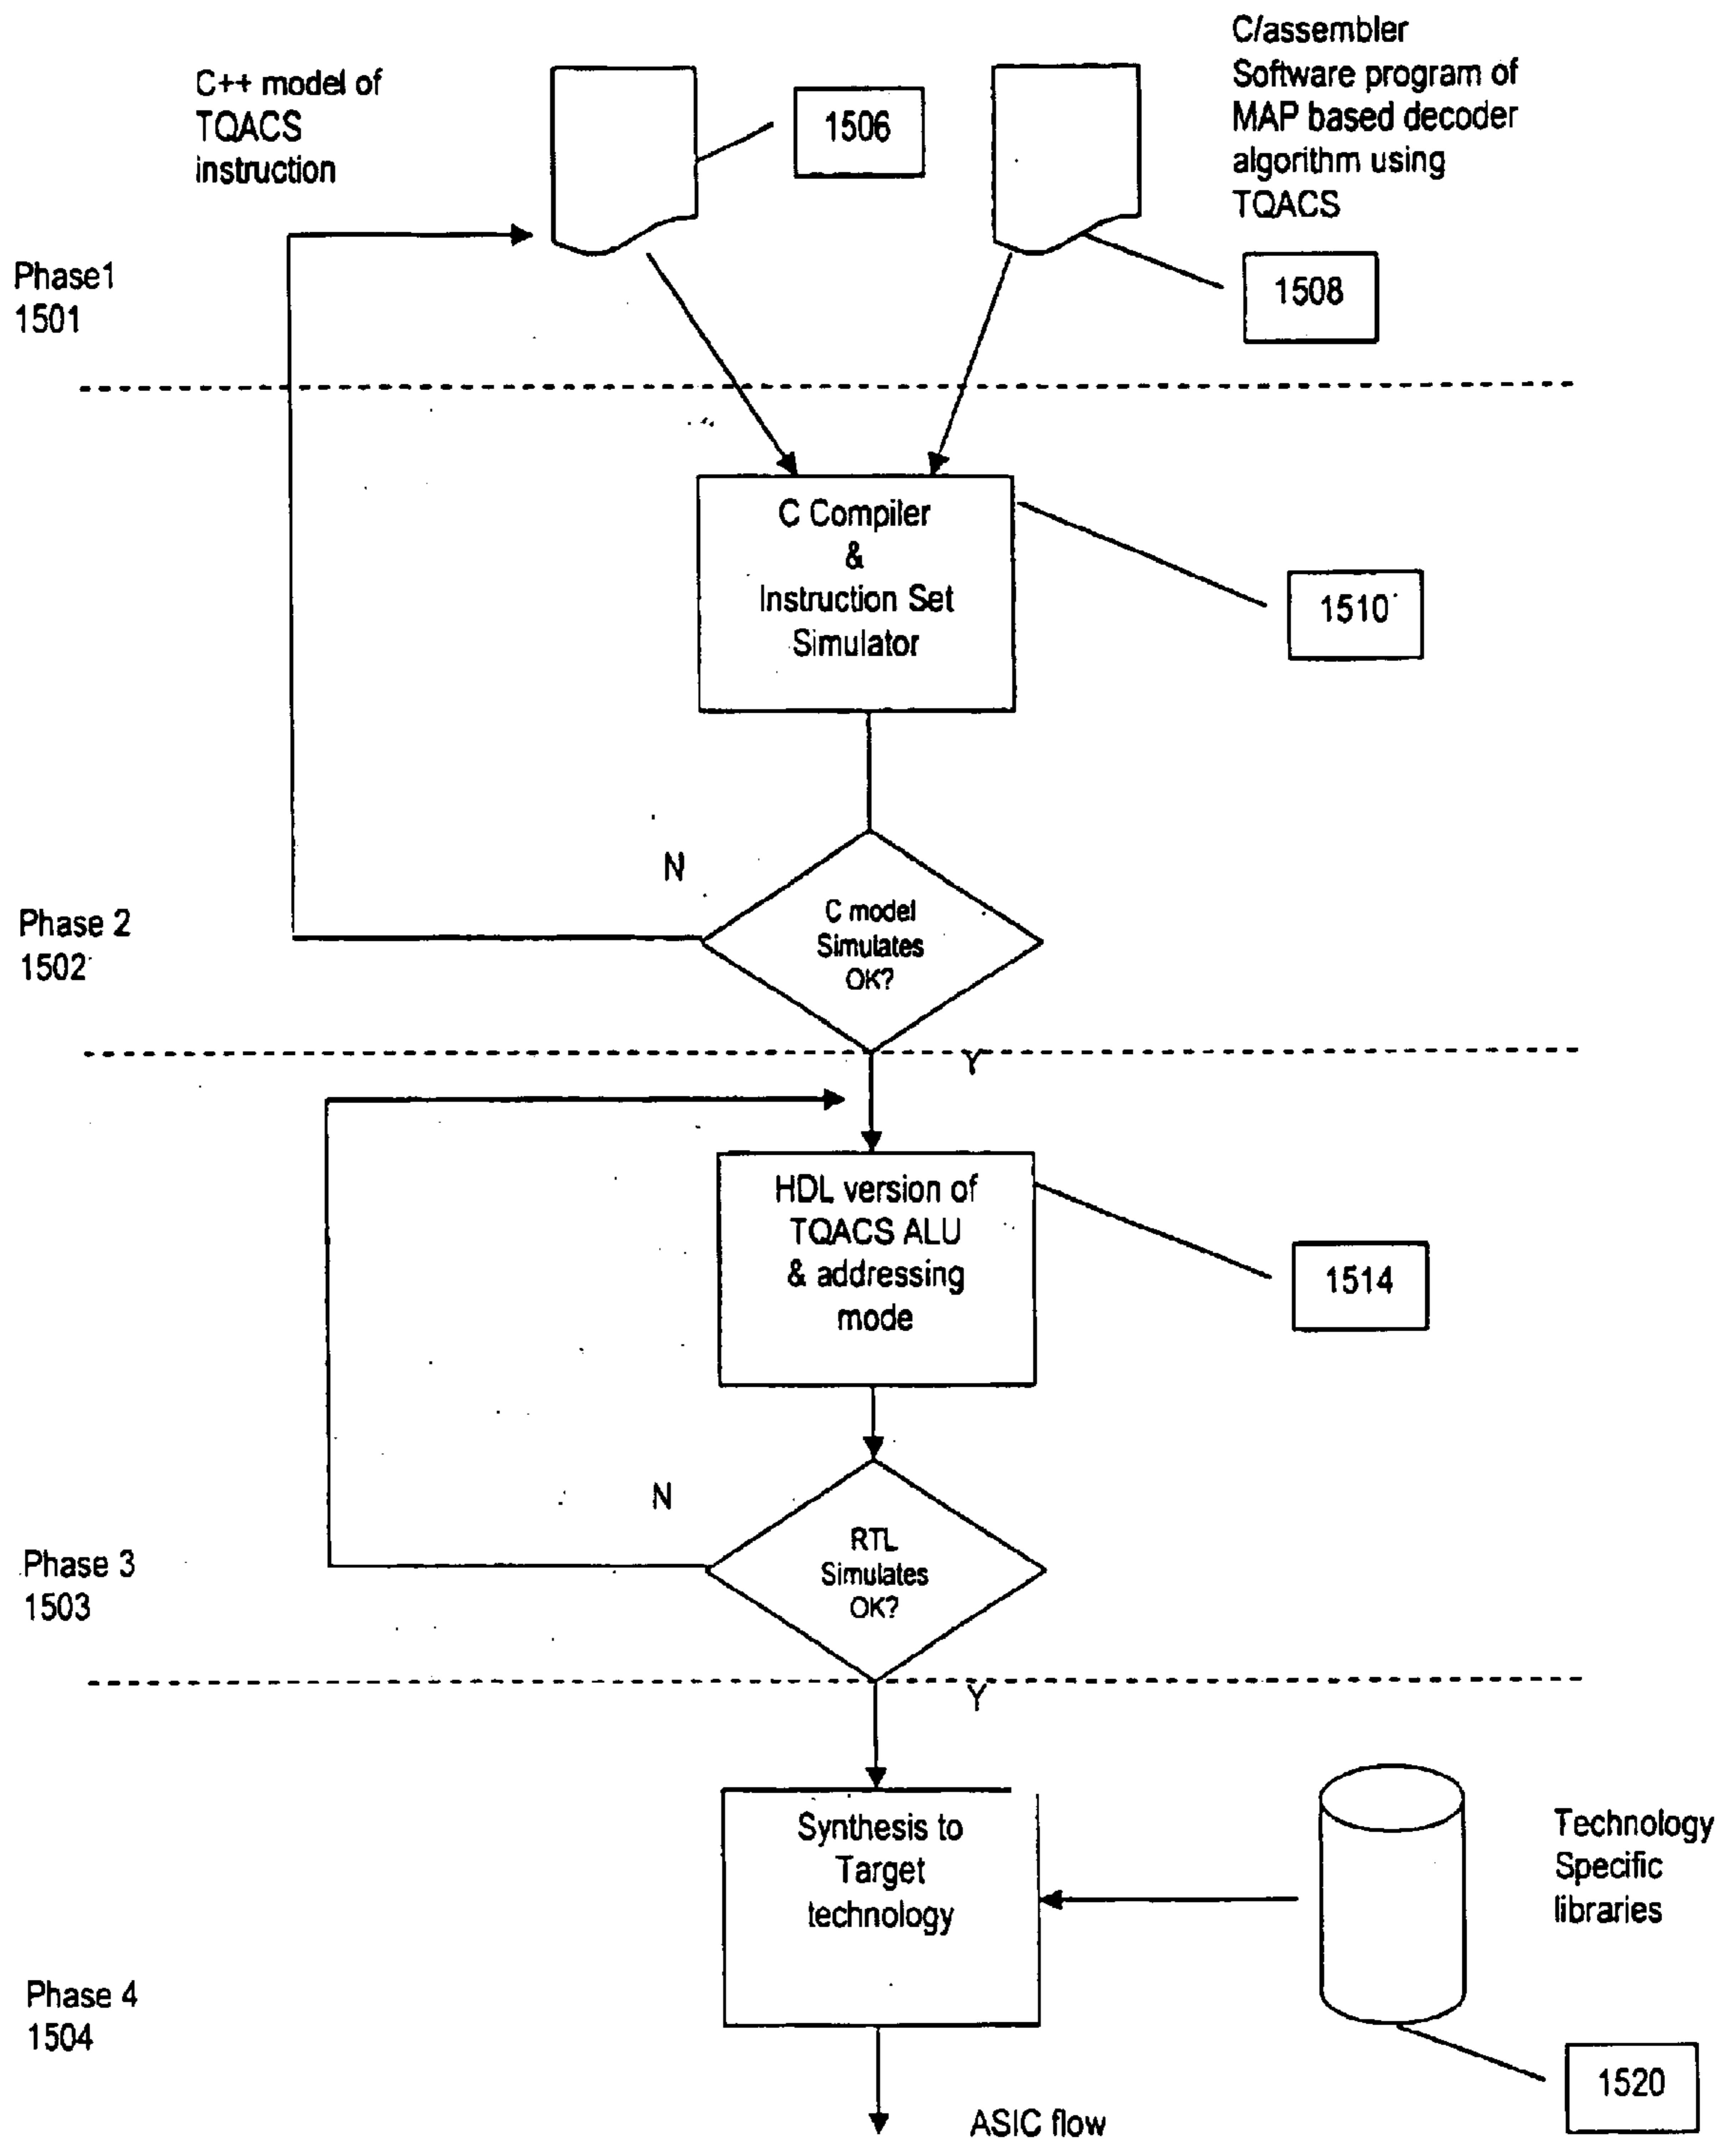 C++ model of
TQACS
instruction
1506
C/assembler
Software program of
MAP based decoder
algorithm using
TQACS
1508
Phase1
1501
C Compiler
&
Instruction Set
Simulator
1510
N
C model
Simulates
OK?
Phase 2
1502
Y
HDL version of
TQACS ALU
& addressing
mode
1514
N
RTL
Simulates
OK?
Phase 3
1503
Y
Synthesis to
Target
technology
Technology
Specific
libraries
Phase 4
1504
1520
ASIC flow